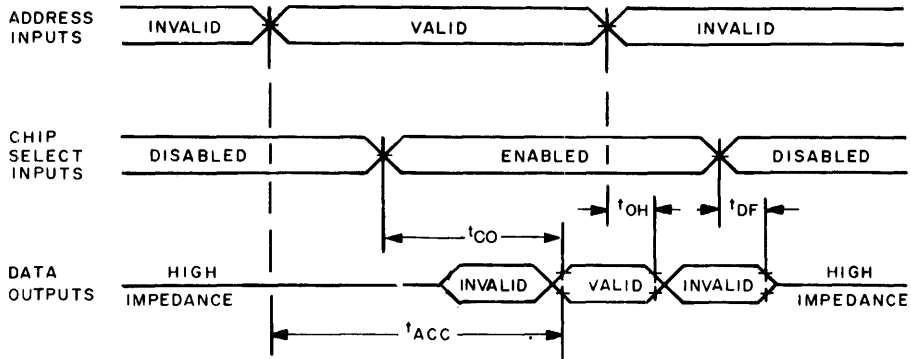 ADDRESS
INPUTS
INVALID
VALID
INVALID
CHIP
SELECT
INPUTS
DISABLED
ENABLED
DISABLED
tOH
tDF
tCO
DATA
OUTPUTS
HIGH
IMPEDANCE
INVALID
VALID
INVALID
HIGH
IMPEDANCE
tACC